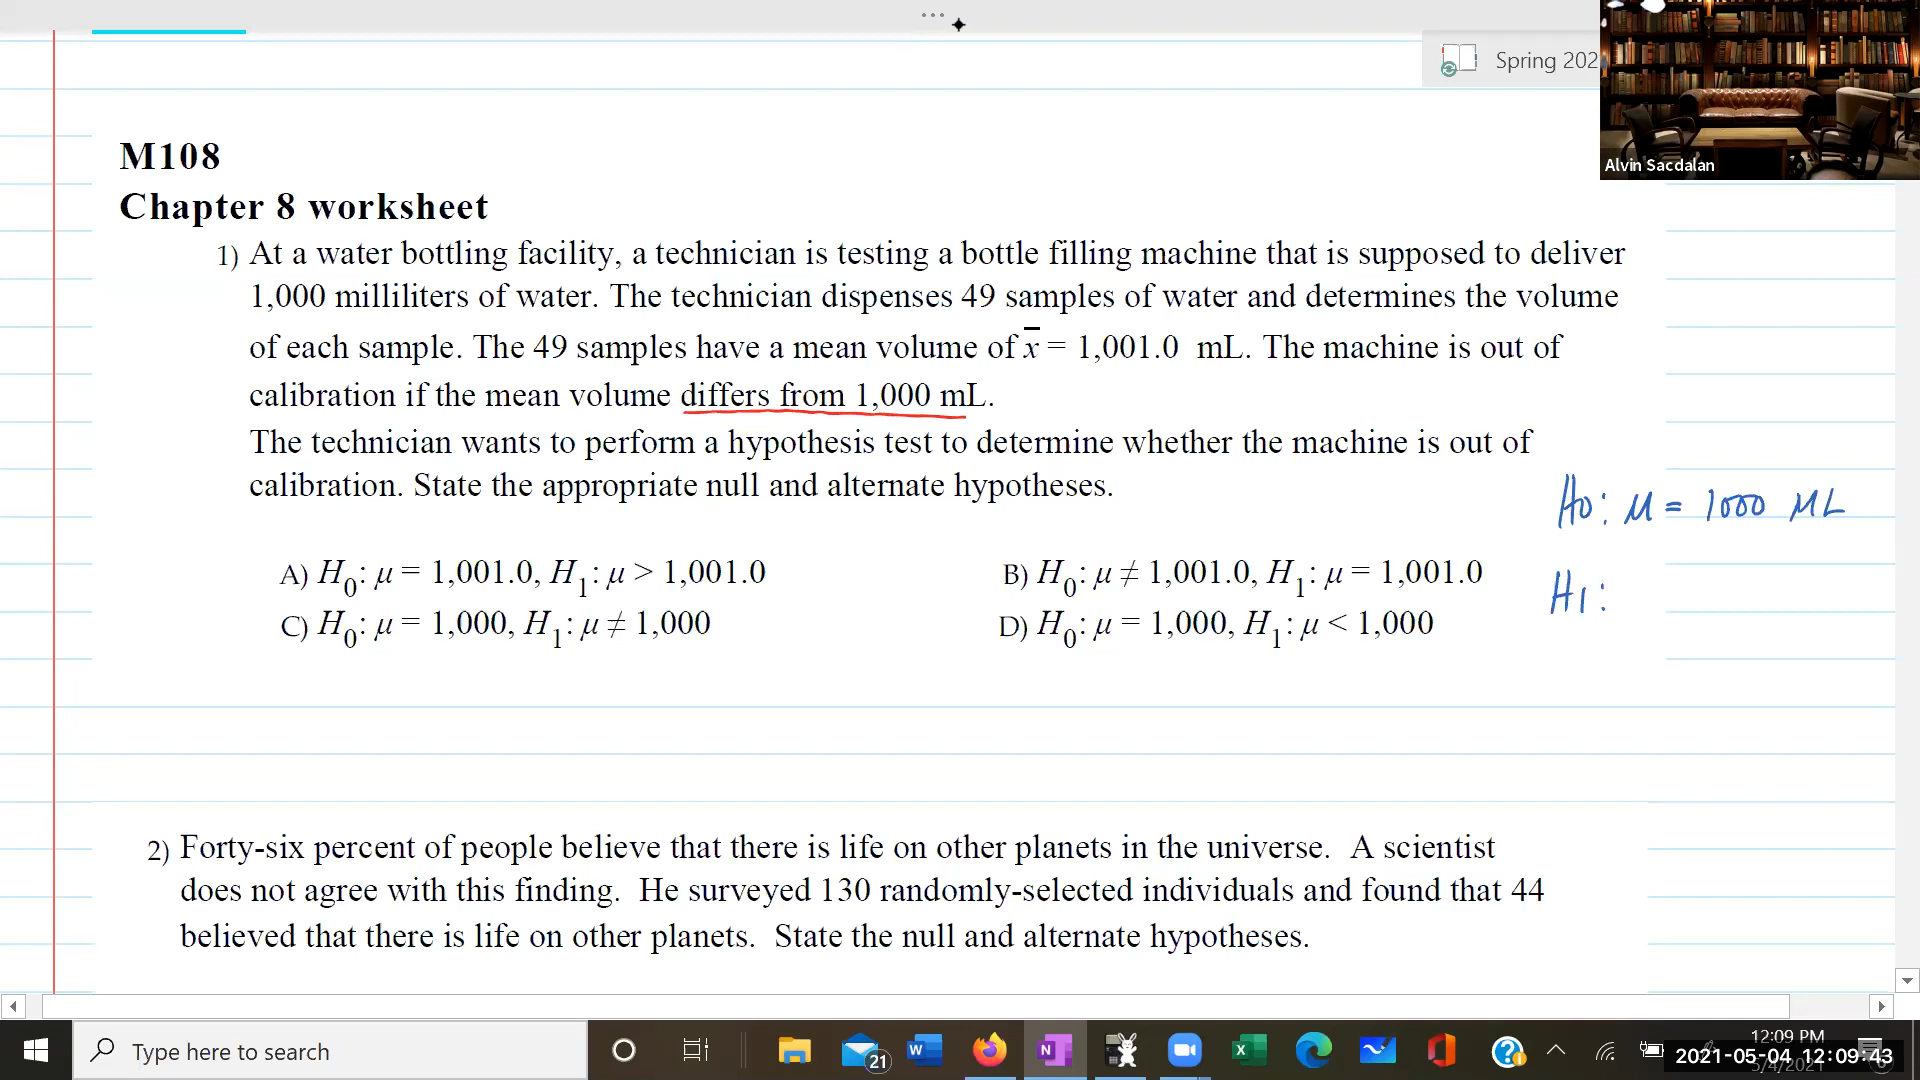 Spring 202
Alvin Sacdalan
M108
Chapter 8 worksheet
1) At a water bottling facility, a technician is testing a bottle filling machine that is supposed to deliver
1,000 milliliters of water. The technician dispenses 49 samples of water and determines the volume
of each sample. The 49 samples have a mean volume of x̄ = 1,001.0 mL. The machine is out of
calibration if the mean volume differs from 1,000 mL.
The technician wants to perform a hypothesis test to determine whether the machine is out of
calibration. State the appropriate null and alternate hypotheses.
H0: μ = 1000 ML
A) H₀: μ = 1,001.0, H₁: μ > 1,001.0
B) H₀: μ ≠ 1,001.0, H₁: μ = 1,001.0
H1:
C) H₀: μ = 1,000, H₁: μ ≠ 1,000
D) H₀: μ = 1,000, H₁: μ < 1,000
2) Forty-six percent of people believe that there is life on other planets in the universe. A scientist
does not agree with this finding. He surveyed 130 randomly-selected individuals and found that 44
believed that there is life on other planets. State the null and alternate hypotheses.
Type here to search
21
12:09 PM
2021-05-04 12:09:43